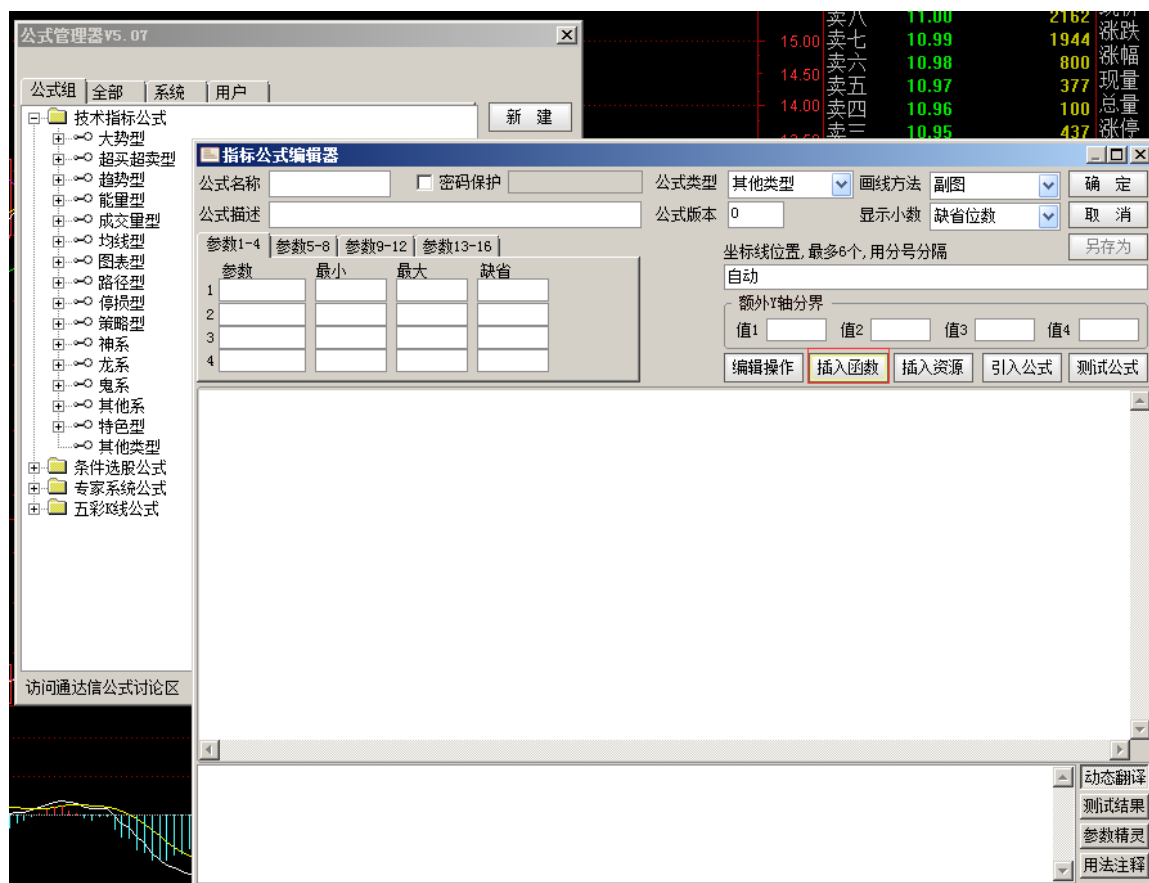 卖八 11.00 2162
公式管理器V5.07
15.00 卖七 10.99 1944 涨跌
卖六 10.98 800 涨幅
14.50 卖五 10.97 377 现量
14.00 卖四 10.96 100 总量
卖三 10.95 437 涨停
公式组 全部 系统 用户
新 建
技术指标公式
大势型
超买超卖型
趋势型
能量型
成交量型
均线型
图表型
路径型
停损型
策略型
神系
龙系
鬼系
其他系
特色型
其他类型
条件选股公式
专家系统公式
五彩K线公式
访问通达信公式讨论区
指标公式编辑器
公式名称 密码保护 公式类型 其他类型 画线方法 副图 确 定
公式描述 公式版本 0 显示小数 缺省位数 取 消
参数1-4 参数5-8 参数9-12 参数13-16
坐标线位置,最多6个,用分号分隔 另存为
参数 最小 最大 缺省
自动
1
2
3
4
额外Y轴分界
值1 值2 值3 值4
编辑操作 插入函数 插入资源 引入公式 测试公式
动态翻译
测试结果
参数精灵
用法注释